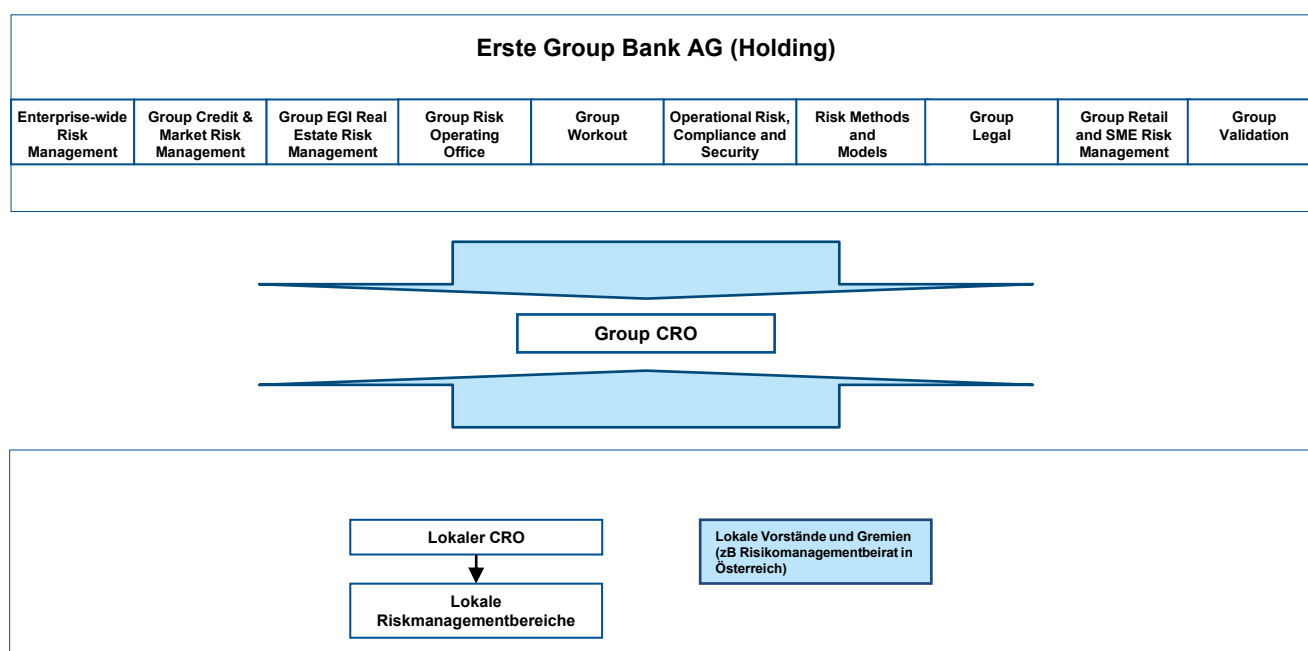 Erste Group Bank AG (Holding)
Enterprise-wide
Risk
Management
Group Credit &
Market Risk
Management
Group EGI Real
Estate Risk
Management
Group Risk
Operating
Office
Group
Workout
Operational Risk,
Compliance and
Security
Risk Methods
and
Models
Group
Legal
Group Retail
and SME Risk
Management
Group
Validation
Group CRO
Lokaler CRO
Lokale
Riskmanagementbereiche
Lokale Vorstände und Gremien
(zB Risikomanagementbeirat in
Österreich)